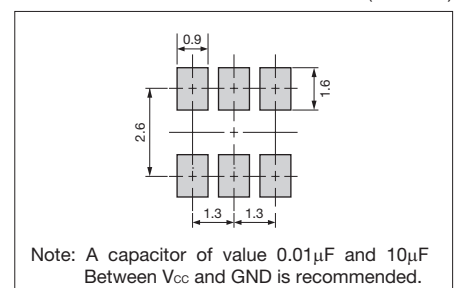 0.9
1.6
2.6
1.3 1.3
Note: A capacitor of value 0.01μF and 10μF
Between Vcc and GND is recommended.